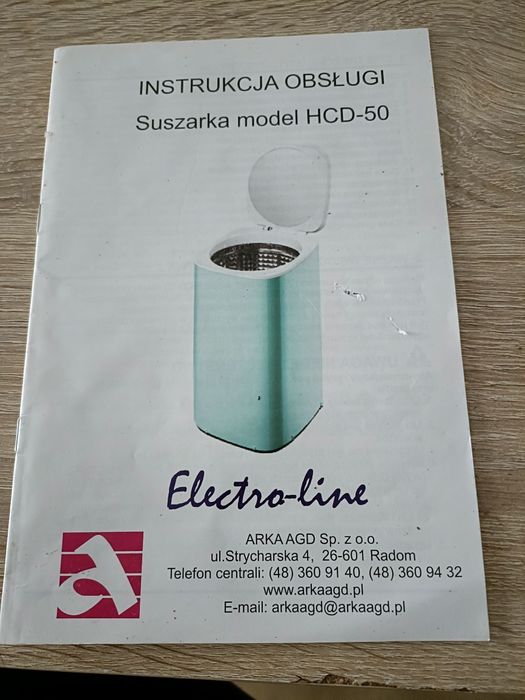 INSTRUKCJA OBSŁUGI
Suszarka model HCD-50
Electro-line
ARKA AGD Sp. z o.o.
ul.Strycharska 4, 26-601 Radom
Telefon centrali: (48) 360 91 40, (48) 360 94 32
www.arkaagd.pl
E-mail: arkaagd@arkaagd.pl